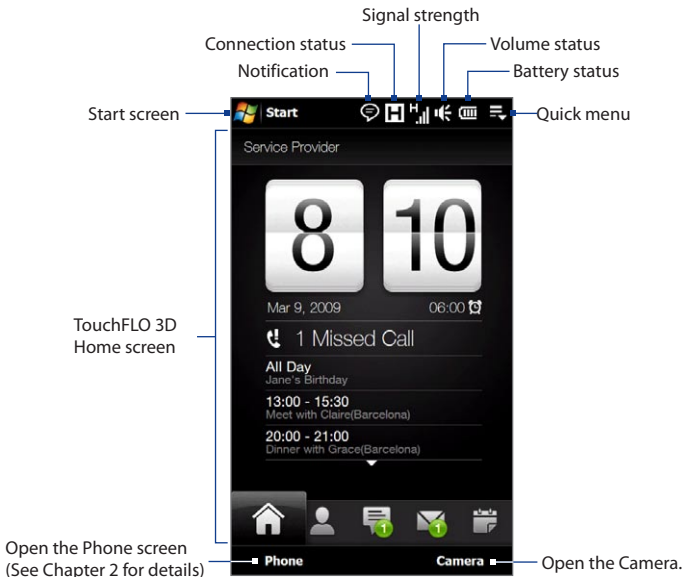 Signal strength
Connection status
Volume status
Notification
Battery status
Start screen
Start
Quick menu
Service Provider
8 10
Mar 9, 2009 06:00
1 Missed Call
All Day
Jane's Birthday
13:00 - 15:30
Meet with Claire(Barcelona)
20:00 - 21:00
Dinner with Grace(Barcelona)
TouchFLO 3D
Home screen
1 1
Open the Phone screen
(See Chapter 2 for details)
Phone
Camera
Open the Camera.
H
H